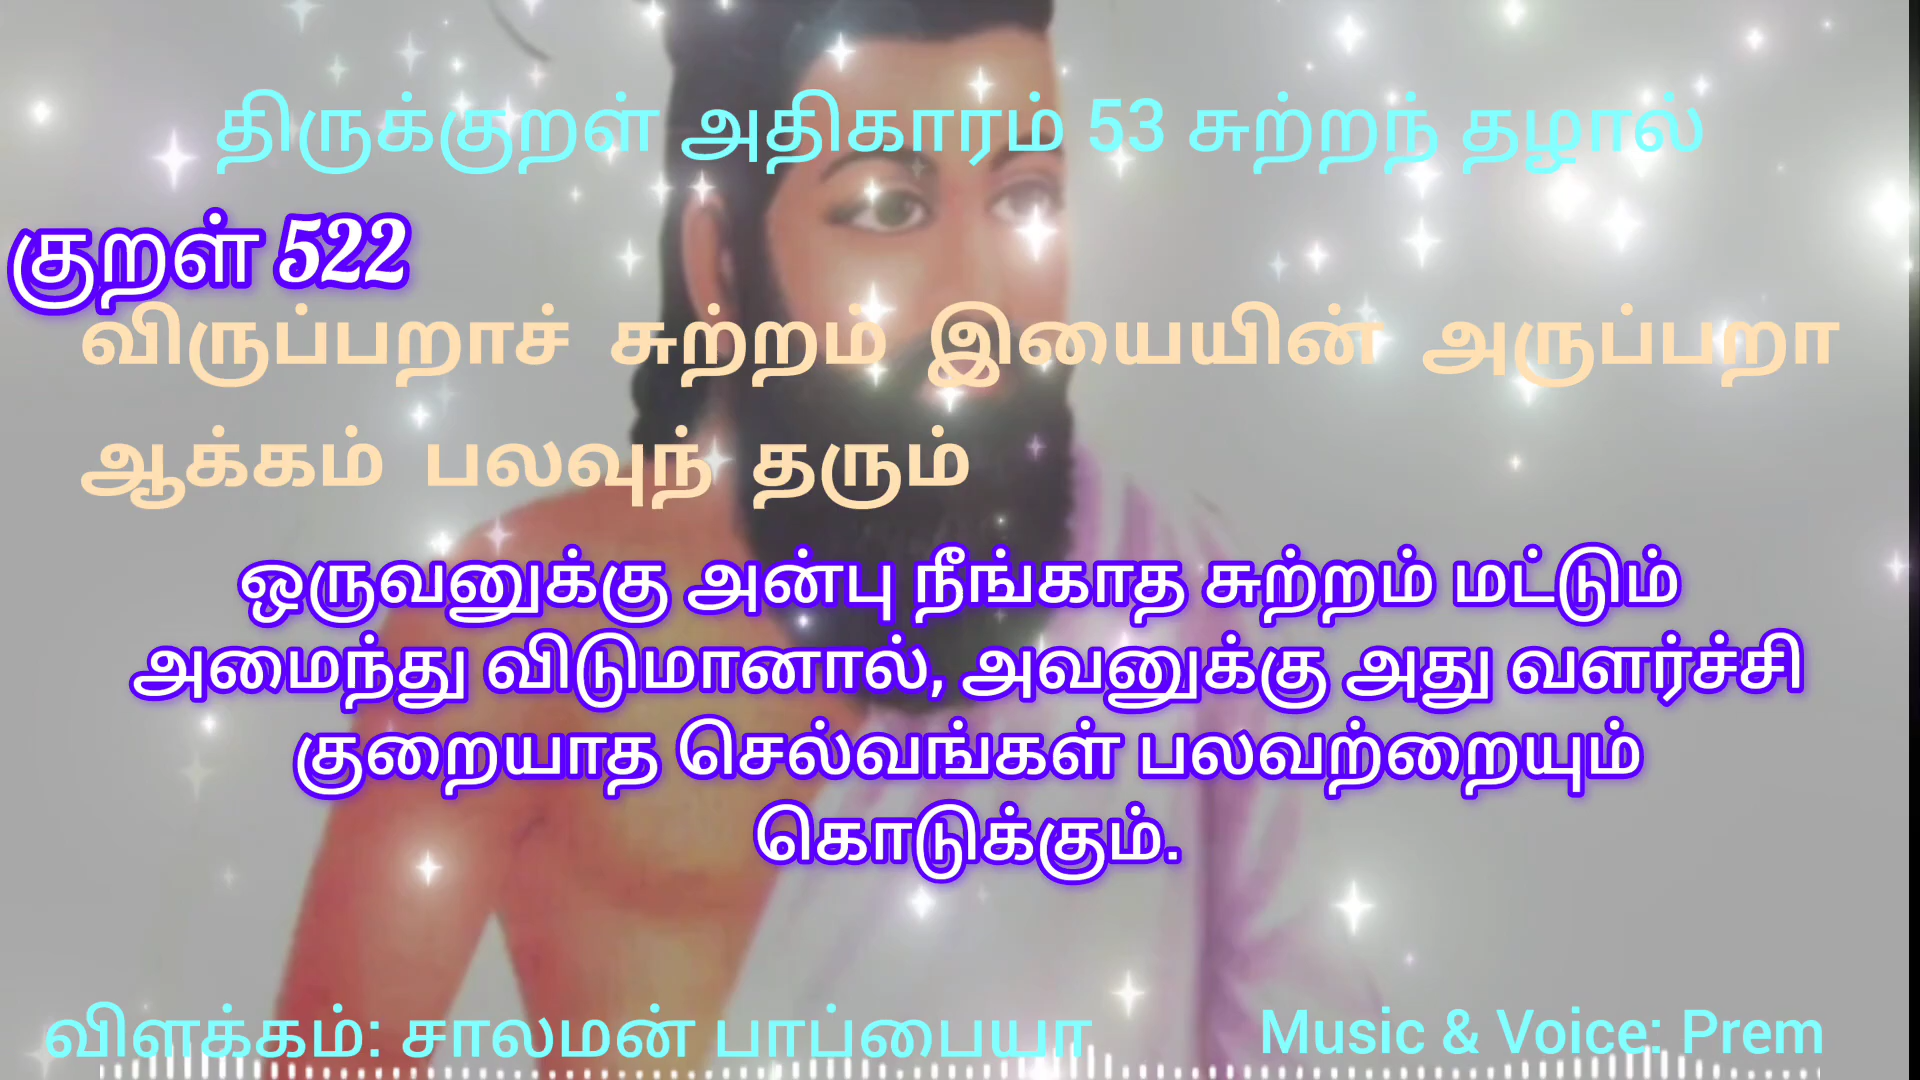 திருக்குறள் அதிகாரம் 53 சுற்றந் தழால்
குறள் 522
விருப்பறாச் சுற்றம் இயையின் அருப்பறா
ஆக்கம் பலவுந் தரும்
ஒருவனுக்கு அன்பு நீங்காத சுற்றம் மட்டும்
அமைந்து விடுமானால், அவனுக்கு அது வளர்ச்சி
குறையாத செல்வங்கள் பலவற்றையும்
கொடுக்கும்.
விளக்கம்: சாலமன் பாப்பையா
Music & Voice: Prem